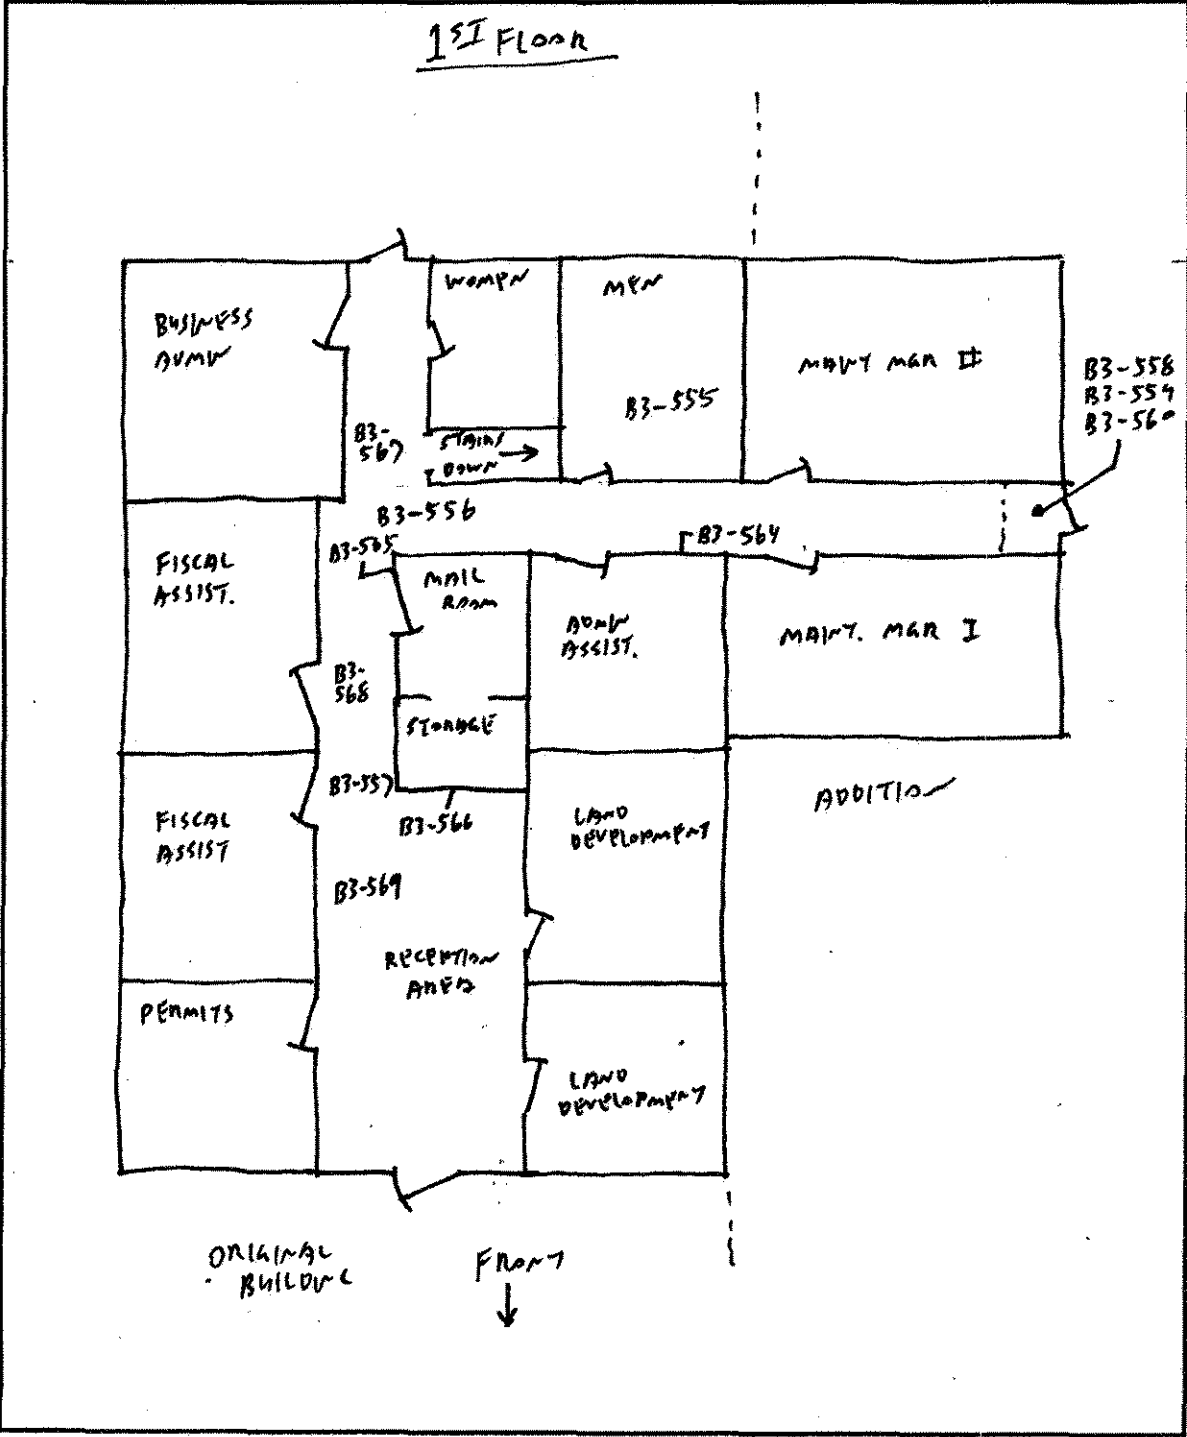 1ST FLOOR
WOMEN
MEN
BUSINESS
ADMIN
MAINT. MGR II
B3-558
B3-559
B3-560
B3-555
B3-
567
STAIRS
DOWN
B3-556
B3-564
B3-565
FISCAL
ASSIST.
MAIL
ROOM
ADMIN
ASSIST.
MAINT. MGR I
B3-
568
STORAGE
B3-557
ADDITION
FISCAL
ASSIST
B3-566
LAND
DEVELOPMENT
B3-569
RECEPTION
AREA
PERMITS
LAND
DEVELOPMENT
ORIGINAL
BUILDING
FRONT